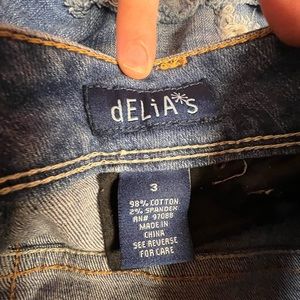 dELiA*s
3
98% COTTON
2% SPANDEX
RN# 97088
MADE IN
CHINA
SEE REVERSE
FOR CARE